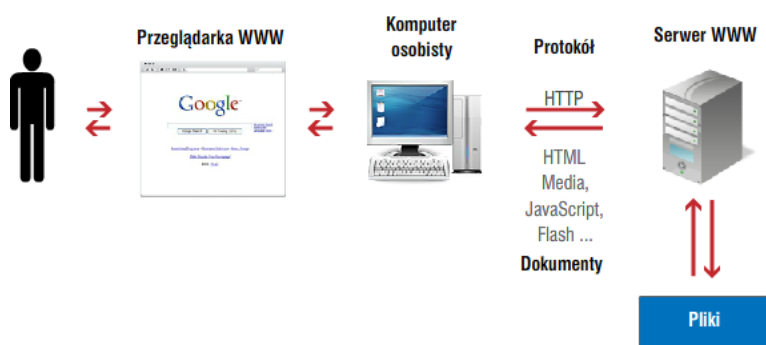 Przeglądarka WWW
Google
Komputer
osobisty
Protokół
HTTP
HTML
Media,
JavaScript,
Flash ...
Dokumenty
Serwer WWW
Pliki